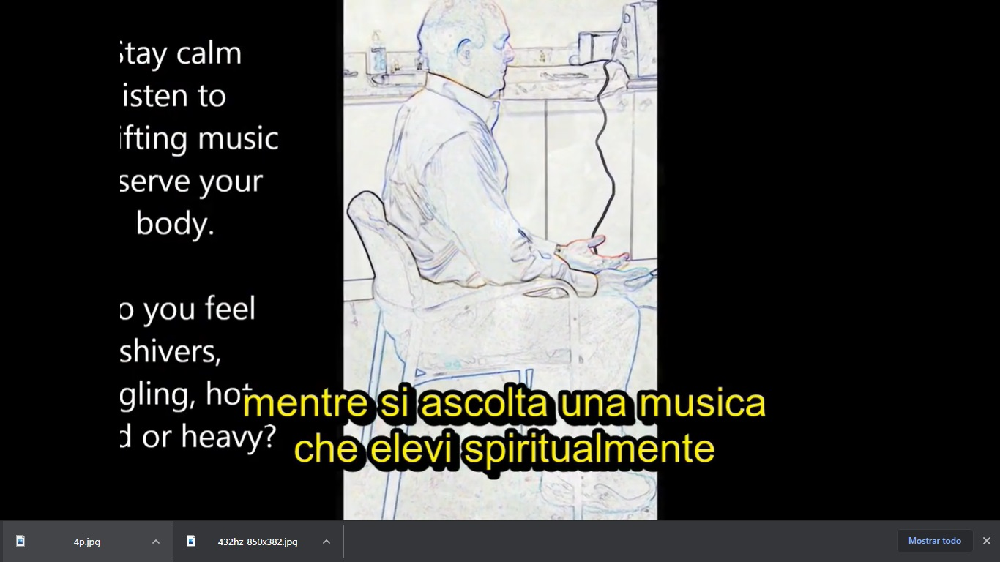 Stay calm
listen to
ifting music
serve your
body.
o you feel
shivers,
gling, hot
d or heavy?
mentre si ascolta una musica
che elevi spiritualmente
4p.jpg
432hz-850x382.jpg
Mostrar todo